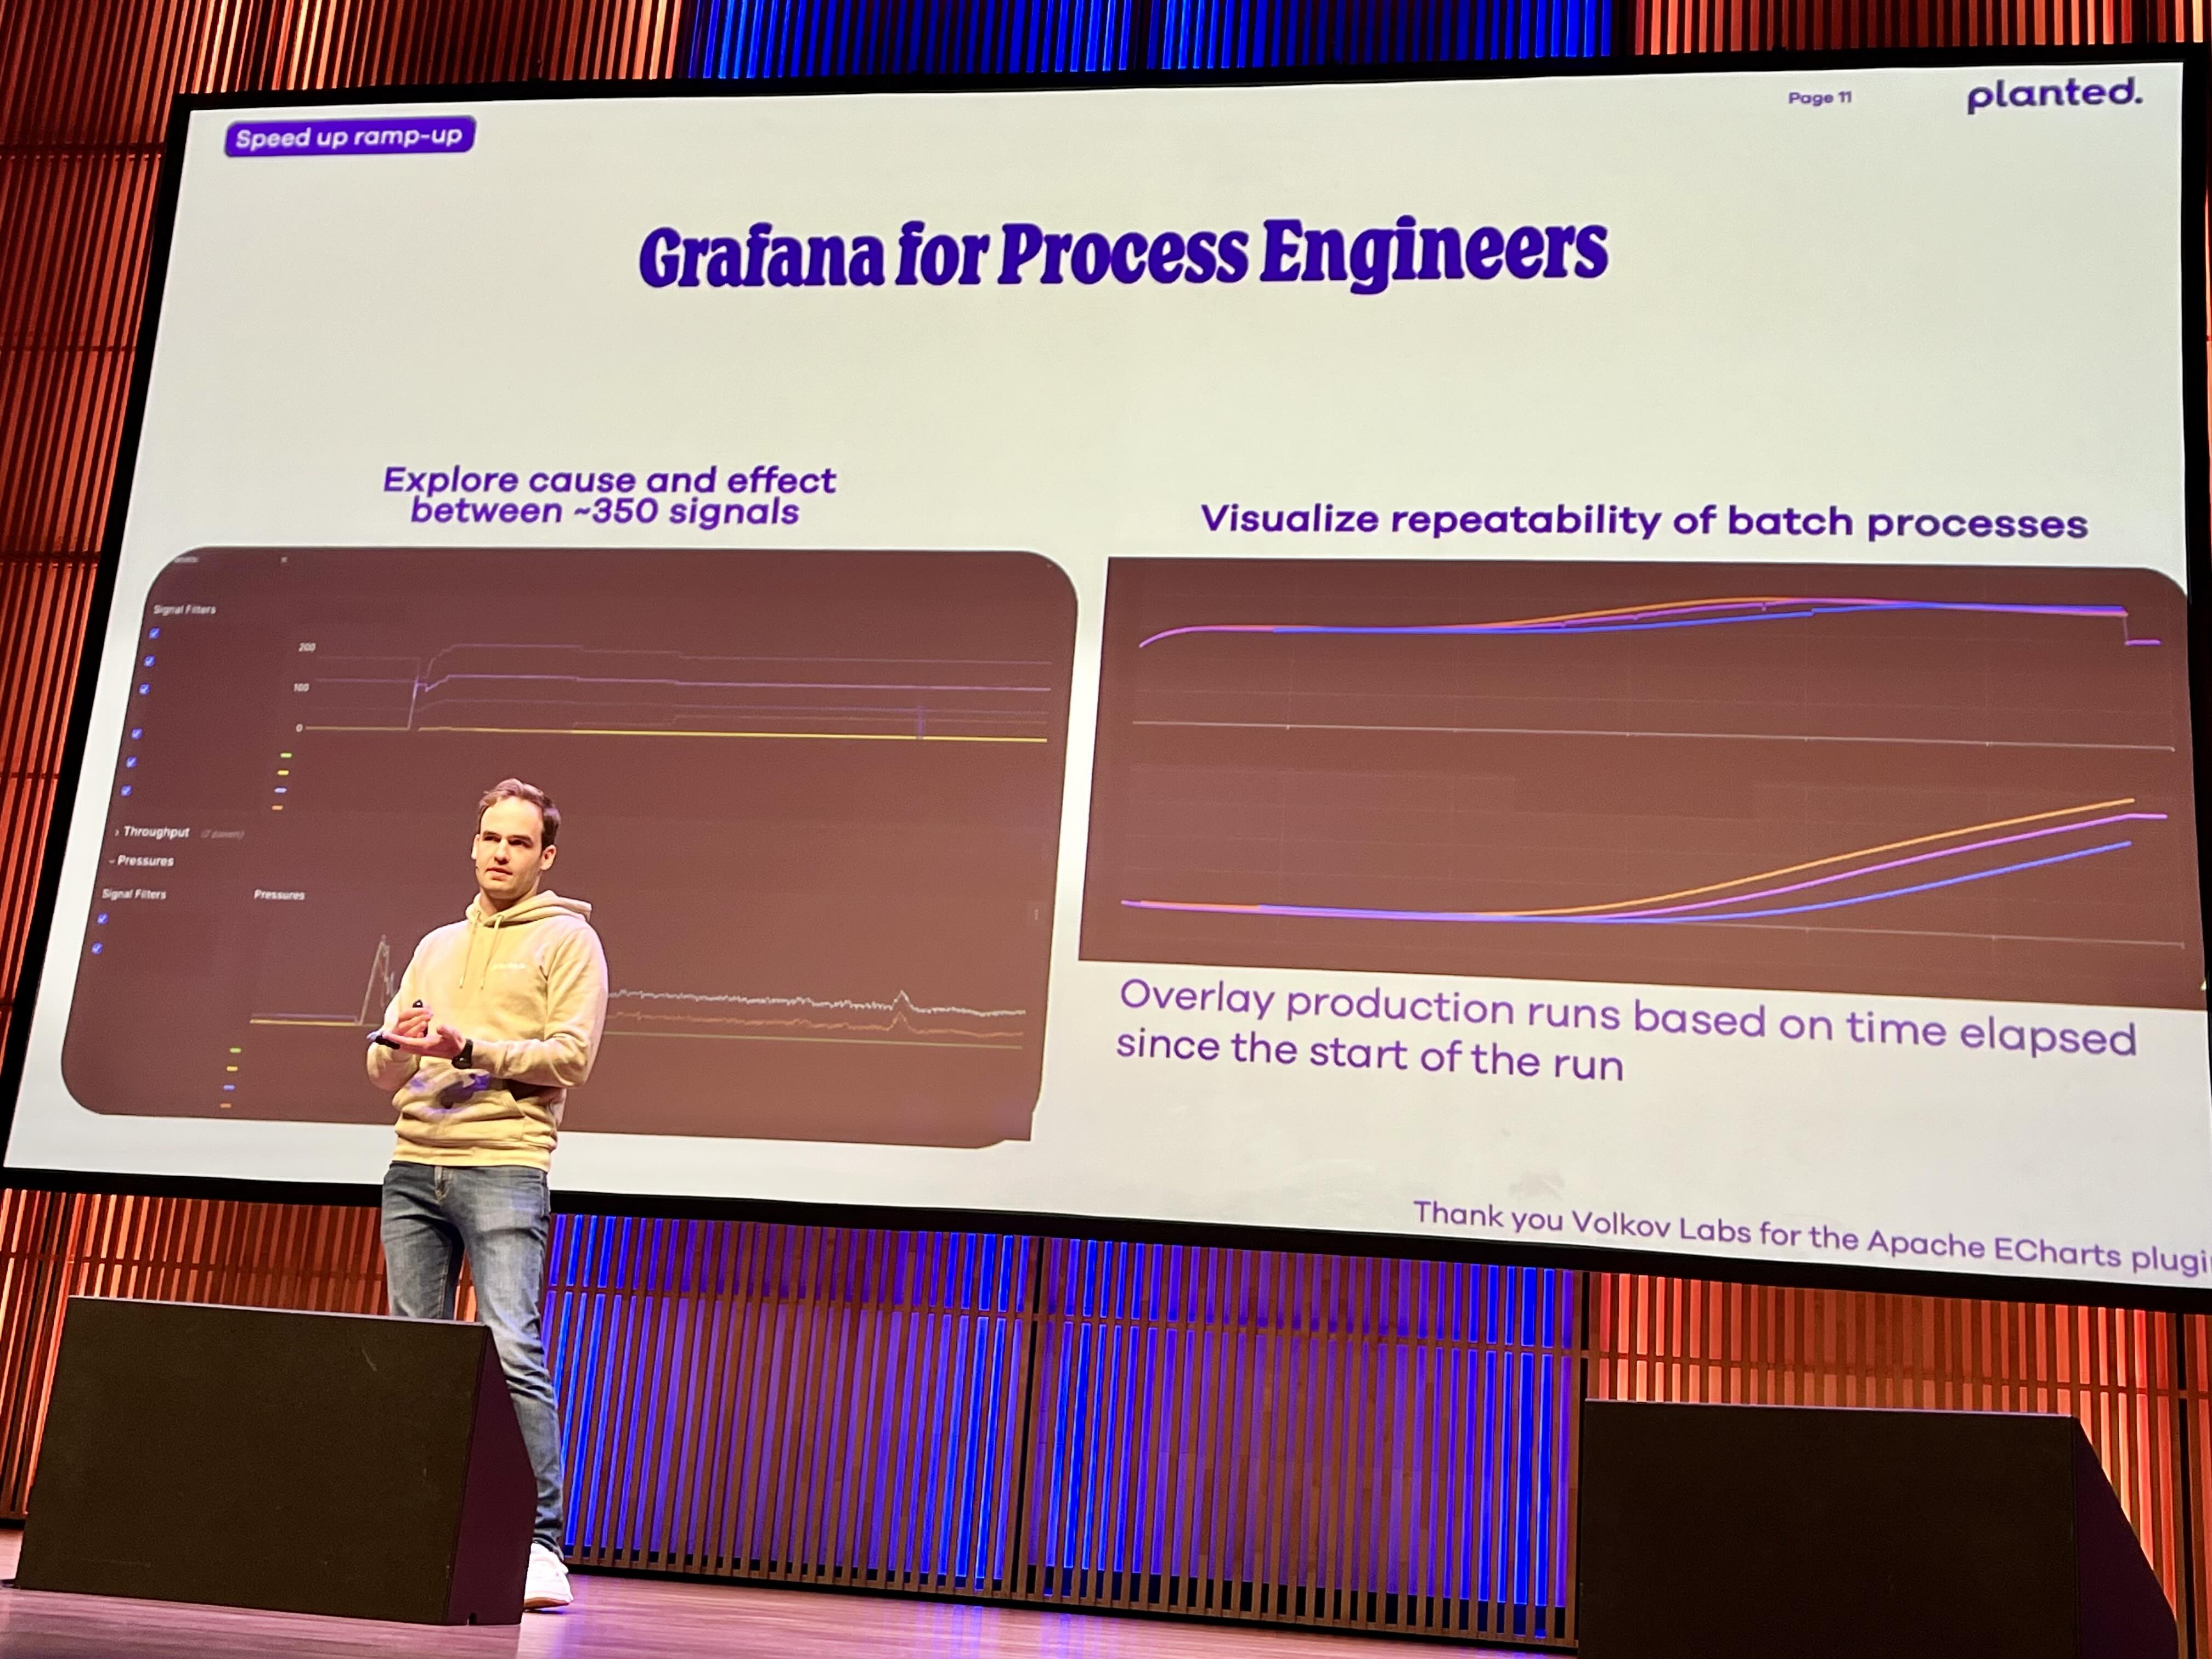 Speed up ramp-up
Page 11
planted.
Grafana for Process Engineers
Explore cause and effect
between ~350 signals
Signal Filters
200
100
0
Throughput
Pressures
Signal Filters
Pressures
Visualize repeatability of batch processes
Overlay production runs based on time elapsed
since the start of the run
Thank you Volkov Labs for the Apache ECharts plugi